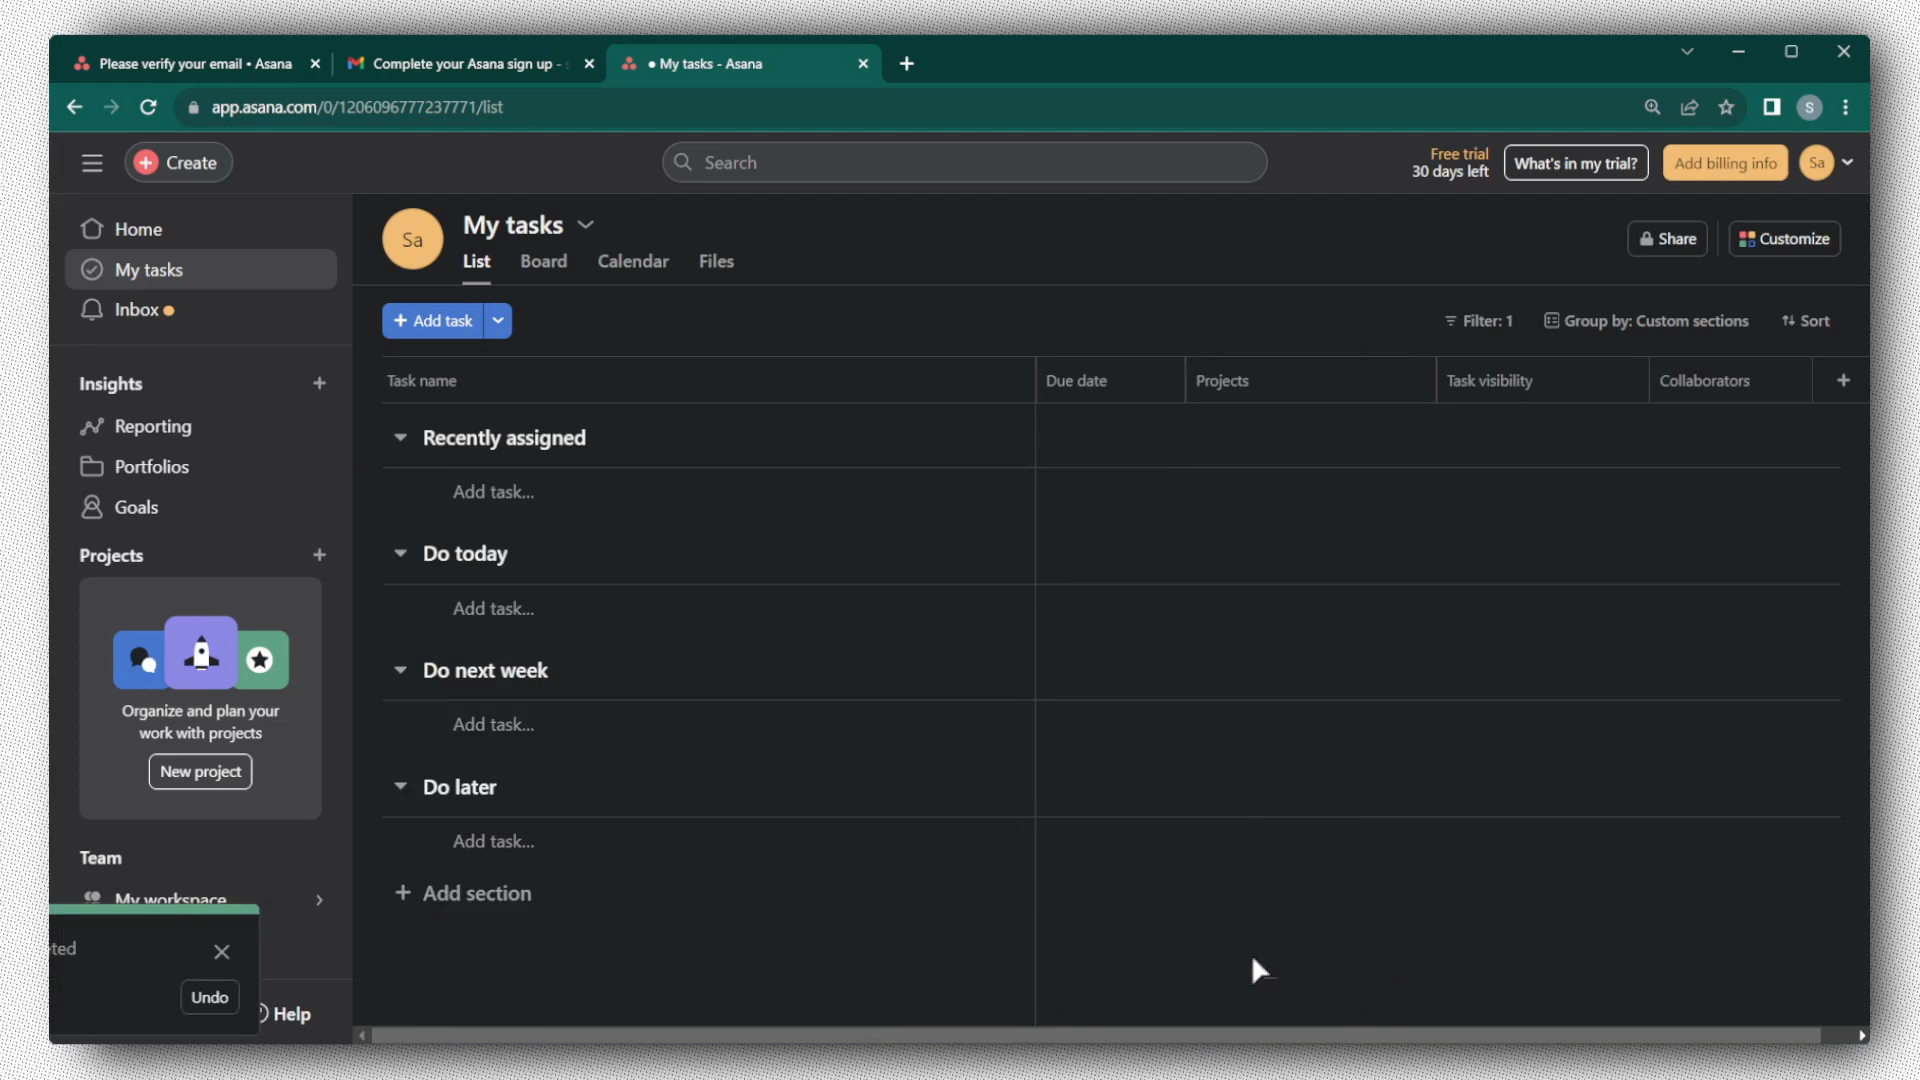 Please verify your email • Asana
Complete your Asana sign up -
• My tasks - Asana
app.asana.com/0/1206096777237771/list
S
Create
Search
Free trial
30 days left
What's in my trial?
Add billing info
Sa
Home
My tasks
Inbox
Insights
Reporting
Portfolios
Goals
Projects
Organize and plan your
work with projects
New project
Team
My workspace
ted
Undo
Help
Sa
My tasks
List
Board
Calendar
Files
Share
Customize
+ Add task
Filter: 1
Group by: Custom sections
Sort
Task name
Due date
Projects
Task visibility
Collaborators
Recently assigned
Add task...
Do today
Add task...
Do next week
Add task...
Do later
Add task...
+ Add section